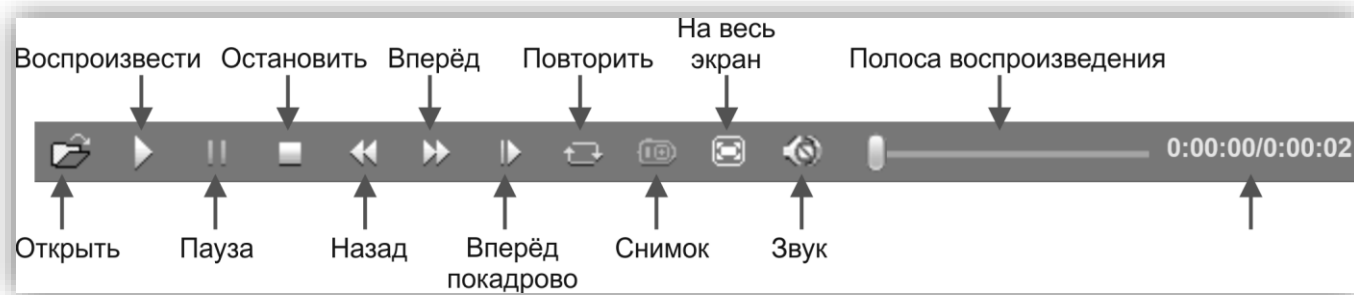 На весь
экран
Воспроизвести Остановить Вперёд Повторить Полоса воспроизведения
0:00:00/0:00:02
Открыть Пауза Назад Вперёд
покадрово
Снимок Звук